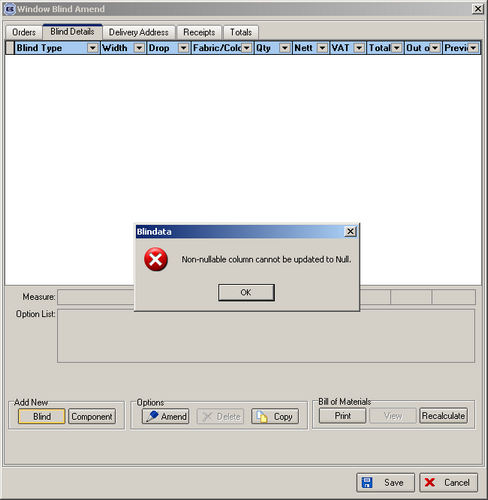 Window Blind Amend
Orders Blind Details Delivery Address Receipts Totals
Blind Type Width Drop Fabric/Colo Qty Nett VAT Total Out o Previ
Blindata
Non-nullable column cannot be updated to Null.
OK
Measure:
Option List:
Add New Options Bill of Materials
Blind Component Amend Delete Copy Print View Recalculate
Save Cancel